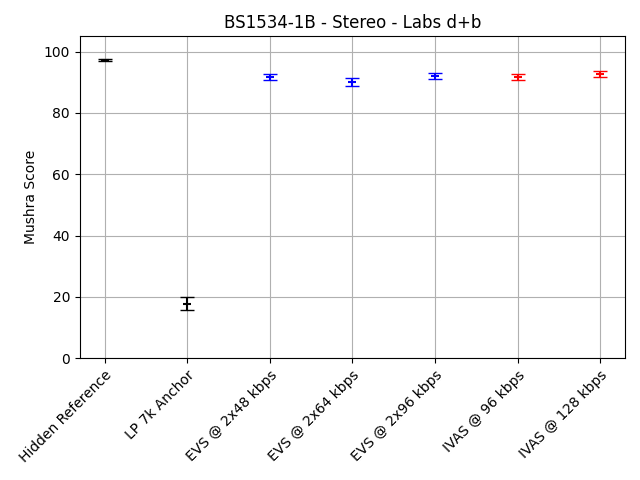 BS1534-1B - Stereo - Labs d+b
Mushra Score
100
80
60
40
20
0
Hidden Reference
LP 7k Anchor
EVS @ 2x48 kbps
EVS @ 2x64 kbps
EVS @ 2x96 kbps
IVAS @ 96 kbps
IVAS @ 128 kbps